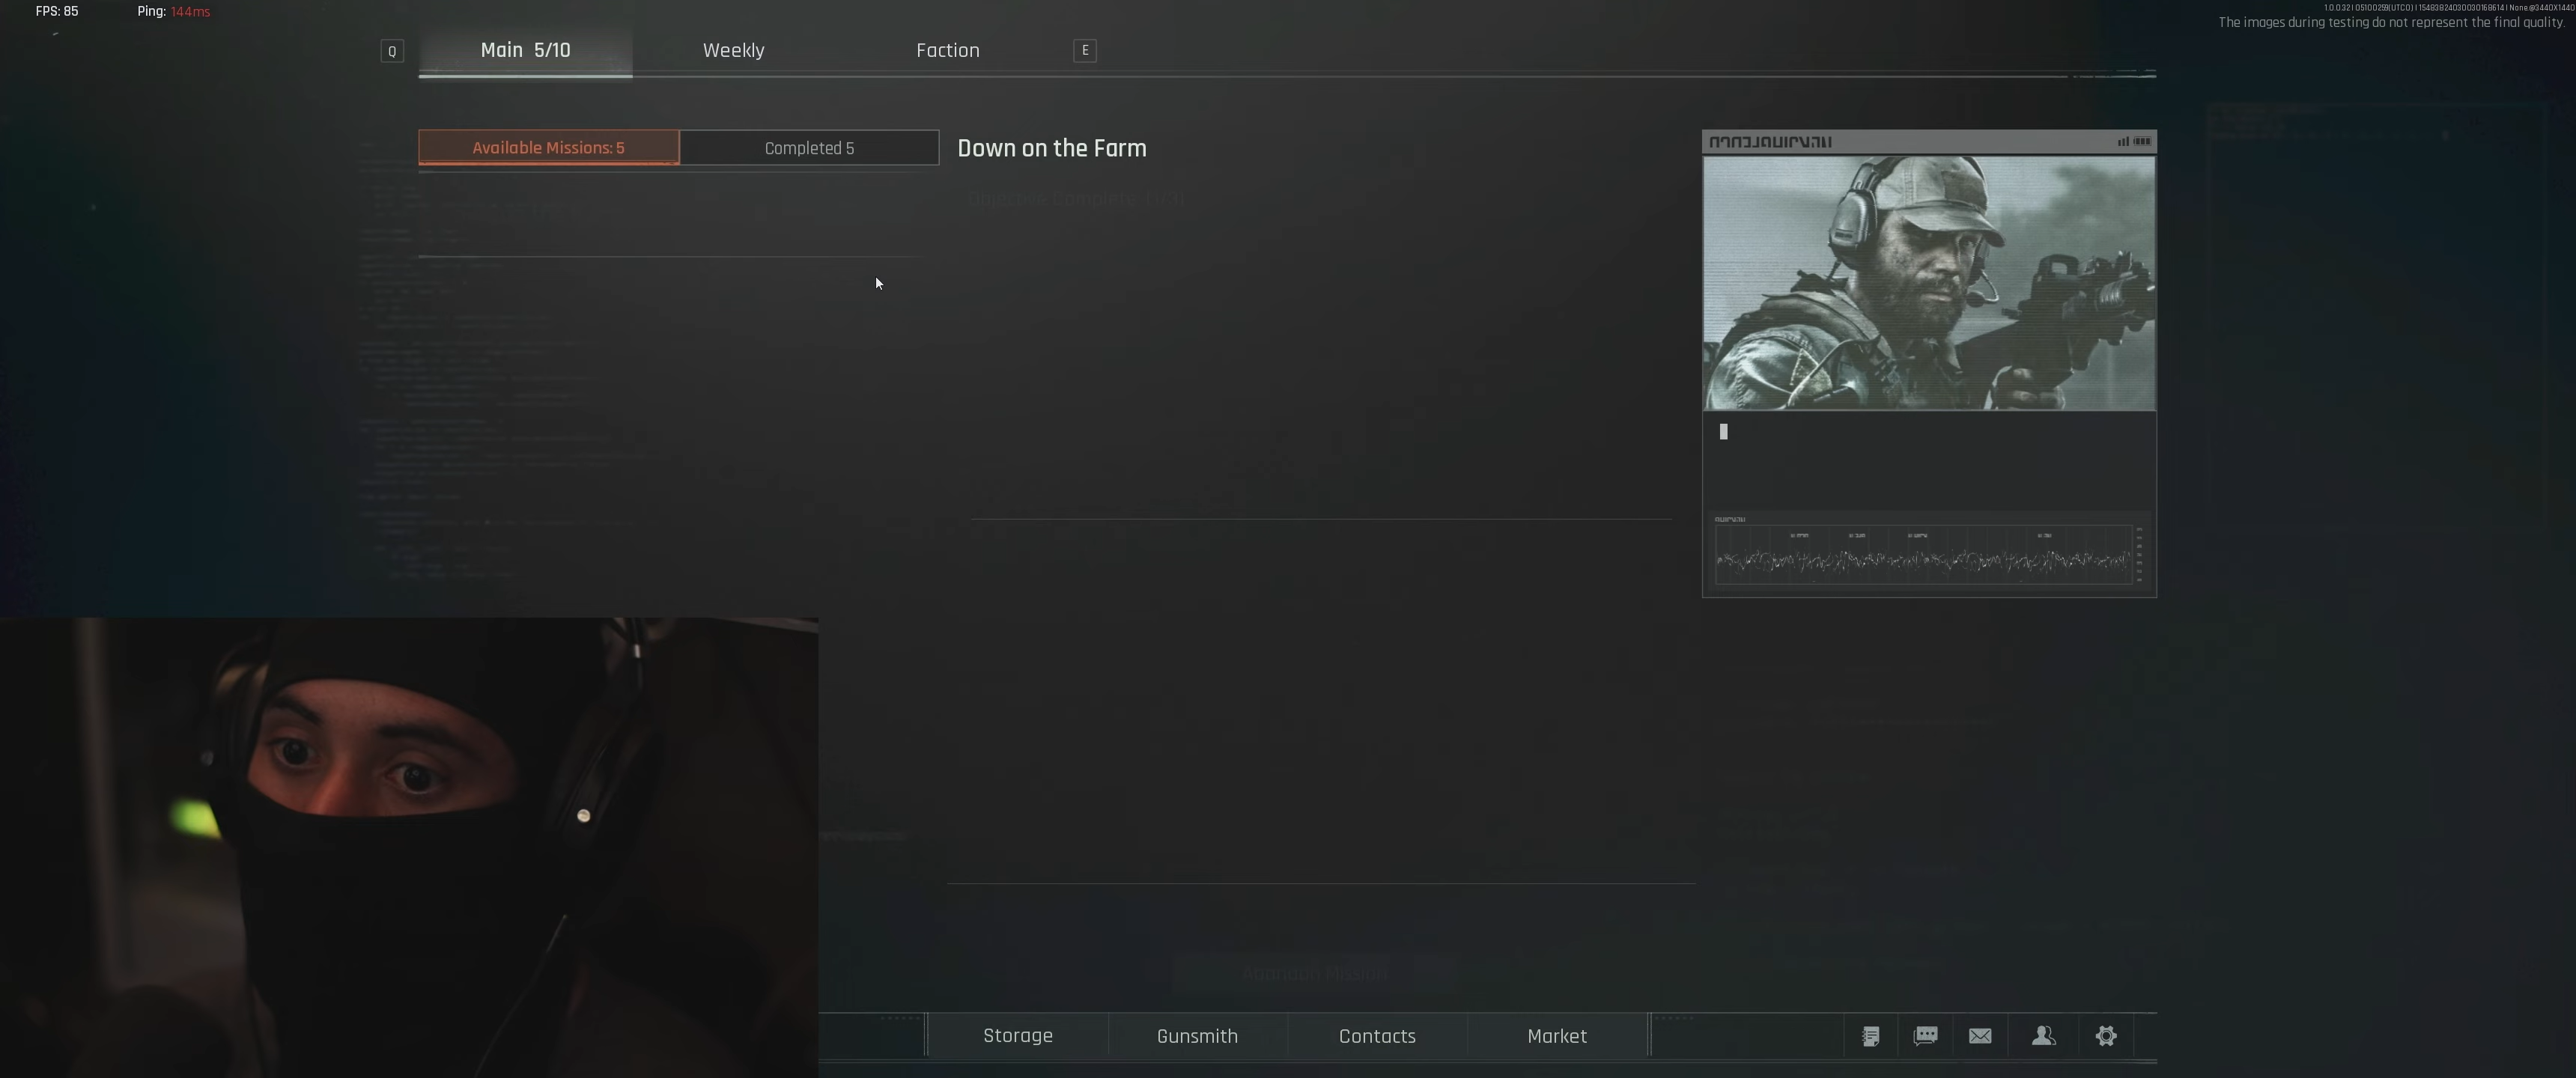 FPS: 85 Ping: 144ms
The images during testing do not represent the final quality.
Q Main 5/10 Weekly Faction E
Available Missions: 5 Completed 5 Down on the Farm
Storage Gunsmith Contacts Market